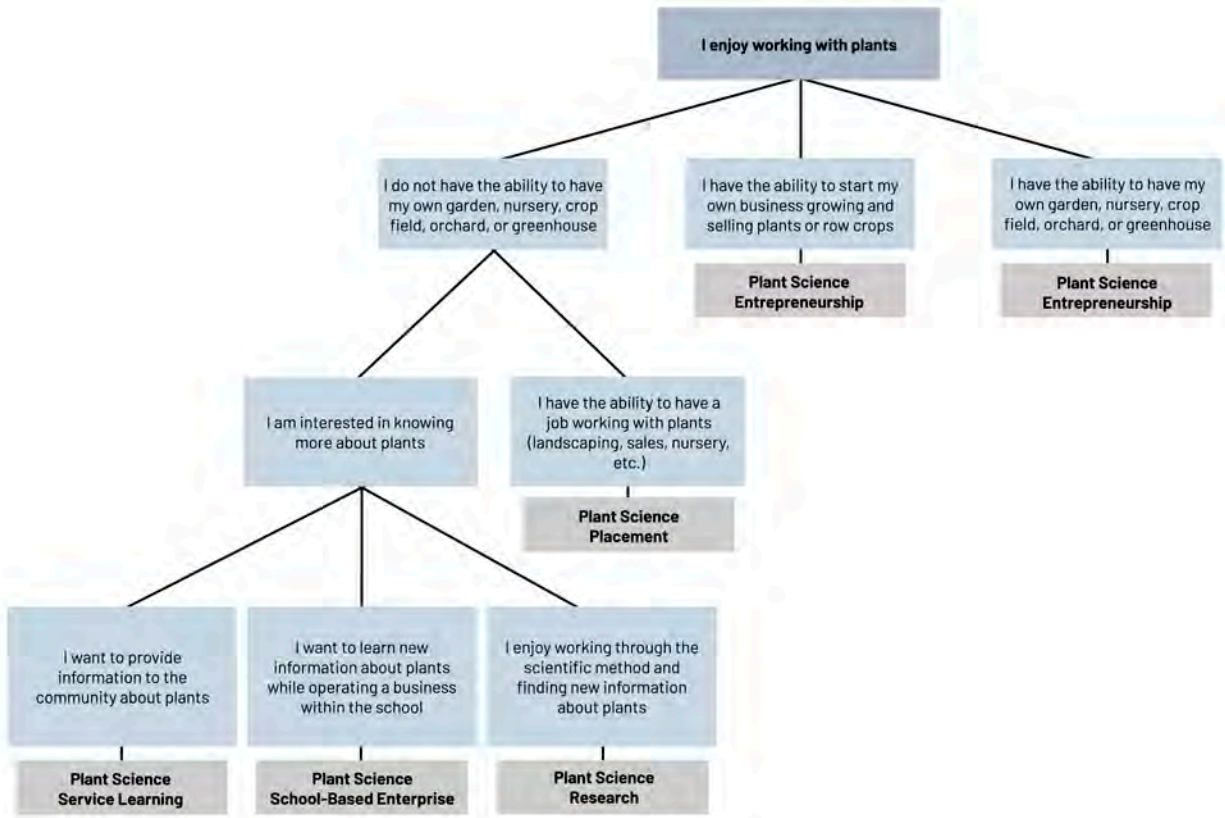 I enjoy working with plants
I do not have the ability to have
my own garden, nursery, crop
field, orchard, or greenhouse
I have the ability to start my
own business growing and
selling plants or row crops
I have the ability to have my
own garden, nursery, crop
field, orchard, or greenhouse
Plant Science
Entrepreneurship
Plant Science
Entrepreneurship
I am interested in knowing
more about plants
I have the ability to have a
job working with plants
(landscaping, sales, nursery,
etc.)
Plant Science
Placement
I want to provide
information to the
community about plants
I want to learn new
information about plants
while operating a business
within the school
I enjoy working through the
scientific method and
finding new information
about plants
Plant Science
Service Learning
Plant Science
School-Based Enterprise
Plant Science
Research